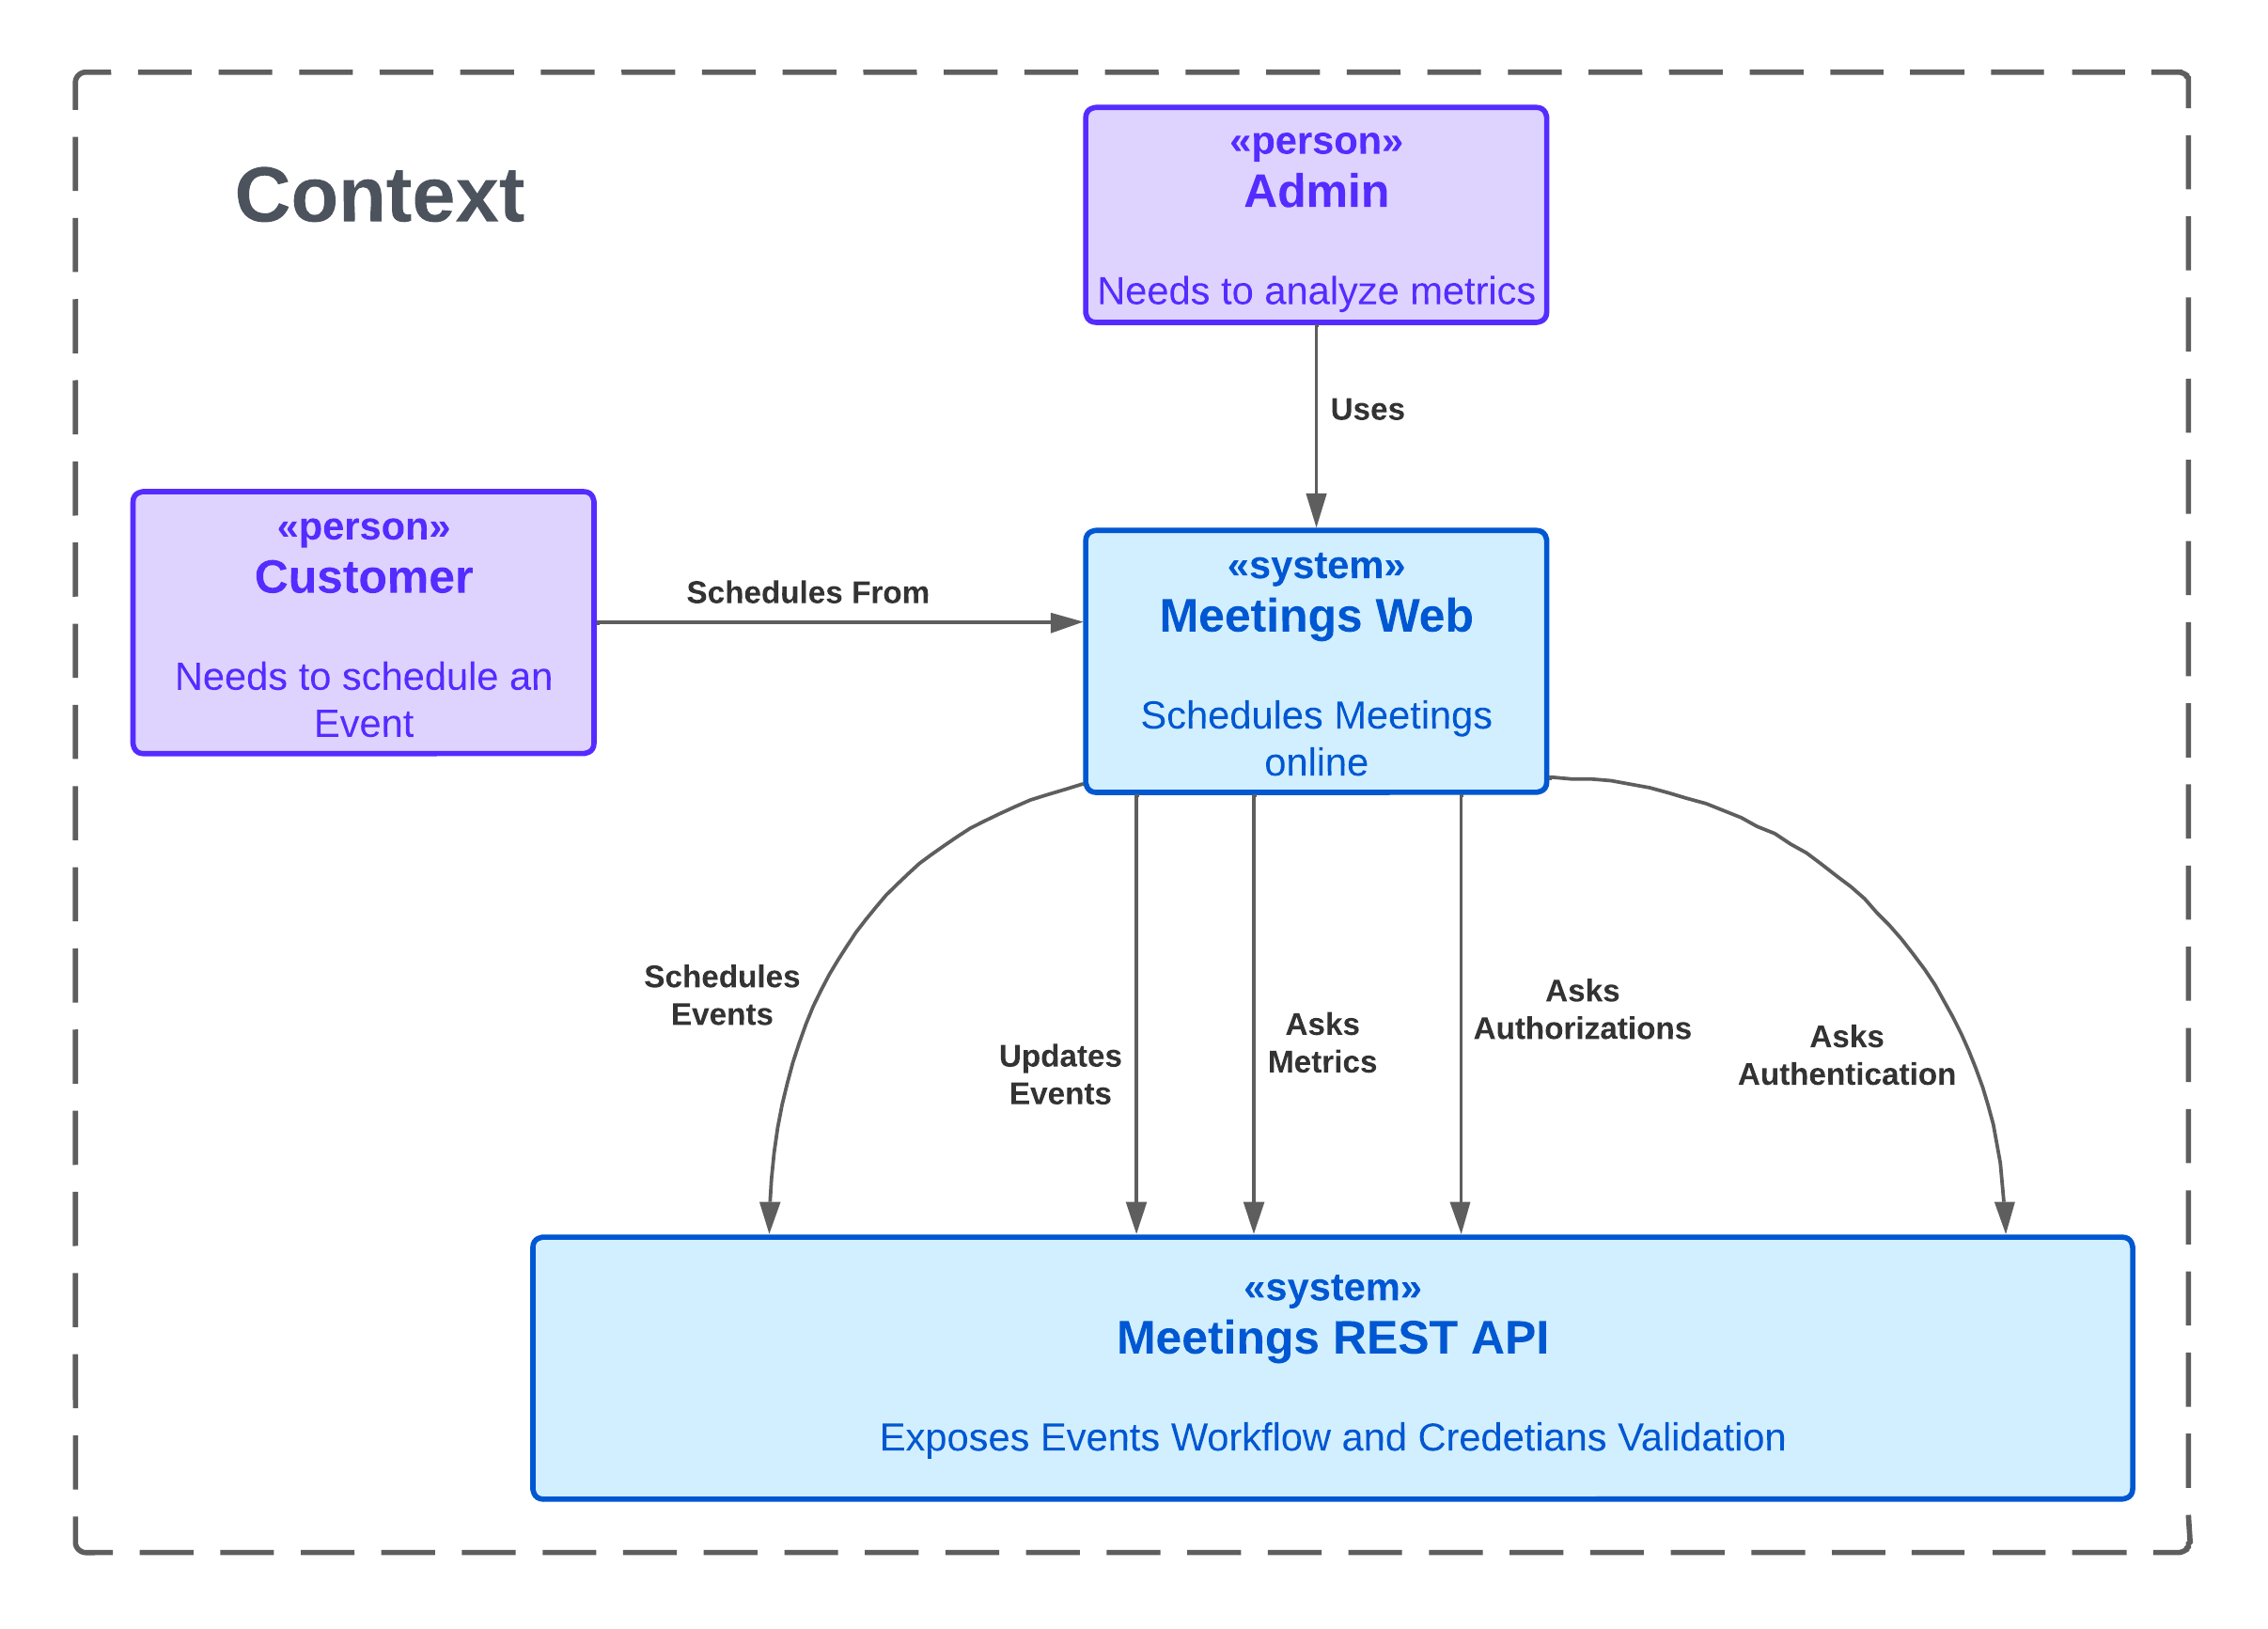 Context
«person»
Admin
Needs to analyze metrics
Uses
«person»
Customer
Needs to schedule an
Event
Schedules From
«system»
Meetings Web
Schedules Meetings
online
Schedules
Events
Updates
Events
Asks
Metrics
Asks
Authorizations
Asks
Authentication
«system»
Meetings REST API
Exposes Events Workflow and Credetians Validation